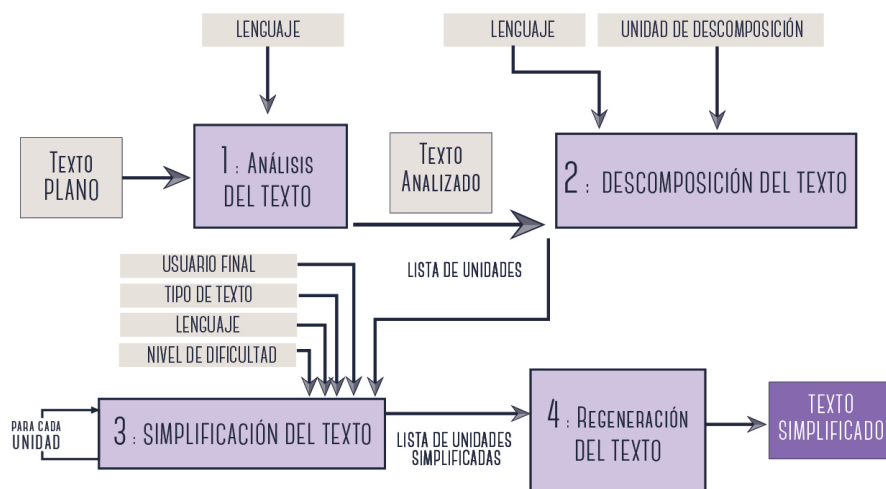 LENGUAJE
LENGUAJE
UNIDAD DE DESCOMPOSICIÓN
TEXTO
PLANO
1 : ANÁLISIS
DEL TEXTO
TEXTO
ANALIZADO
2 : DESCOMPOSICIÓN DEL TEXTO
USUARIO FINAL
TIPO DE TEXTO
LENGUAJE
NIVEL DE DIFICULTAD
LISTA DE UNIDADES
PARA CADA
UNIDAD
3 : SIMPLIFICACIÓN DEL TEXTO
LISTA DE UNIDADES
SIMPLIFICADAS
4 : REGENERACIÓN
DEL TEXTO
TEXTO
SIMPLIFICADO